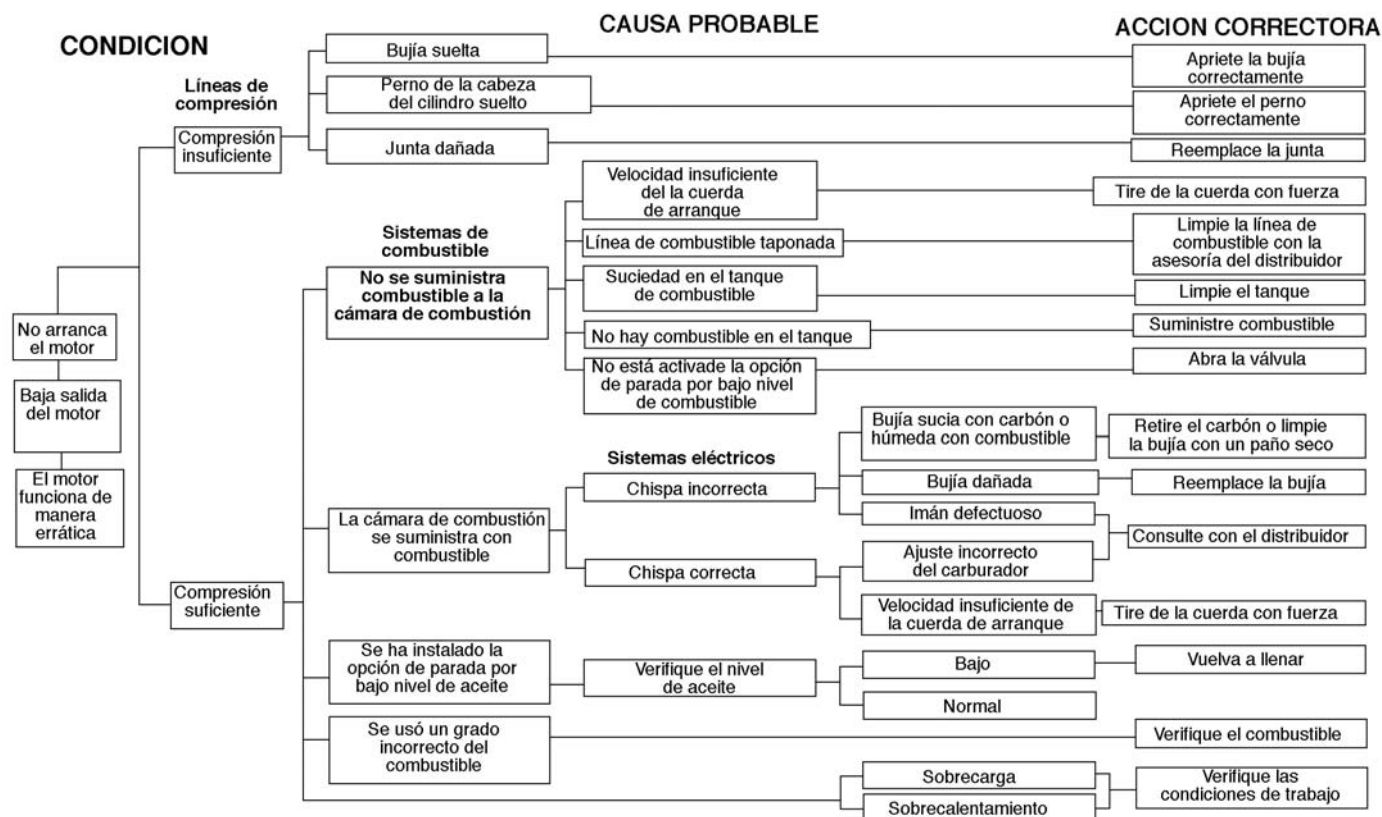 CONDICION
CAUSA PROBABLE
ACCION CORRECTORA
Líneas de
compresión
Compresión
insuficiente
Bujía suelta
Apriete la bujía
correctamente
Perno de la cabeza
del cilindro suelto
Apriete el perno
correctamente
Junta dañada
Reemplace la junta
Sistemas de
combustible
No se suministra
combustible a la
cámara de combustión
Velocidad insuficiente
del la cuerda
de arranque
Tire de la cuerda con fuerza
Línea de combustible taponada
Limpie la línea de
combustible con la
asesoría del distribuidor
Suciedad en el tanque
de combustible
Limpie el tanque
No hay combustible en el tanque
Suministre combustible
No está activade la opción
de parada por bajo nivel
de combustible
Abra la válvula
No arranca
el motor
Baja salida
del motor
El motor
funciona de
manera
errática
Compresión
suficiente
La cámara de combustión
se suministra con
combustible
Sistemas eléctricos
Chispa incorrecta
Bujía sucia con carbón o
húmeda con combustible
Retire el carbón o limpie
la bujía con un paño seco
Bujía dañada
Reemplace la bujía
Imán defectuoso
Consulte con el distribuidor
Chispa correcta
Ajuste incorrecto
del carburador
Velocidad insuficiente de
la cuerda de arranque
Tire de la cuerda con fuerza
Se ha instalado la
opción de parada por
bajo nivel de aceite
Verifique el nivel
de aceite
Bajo
Vuelva a llenar
Normal
Se usó un grado
incorrecto del
combustible
Verifique el combustible
Sobrecarga
Sobrecalentamiento
Verifique las
condiciones de trabajo